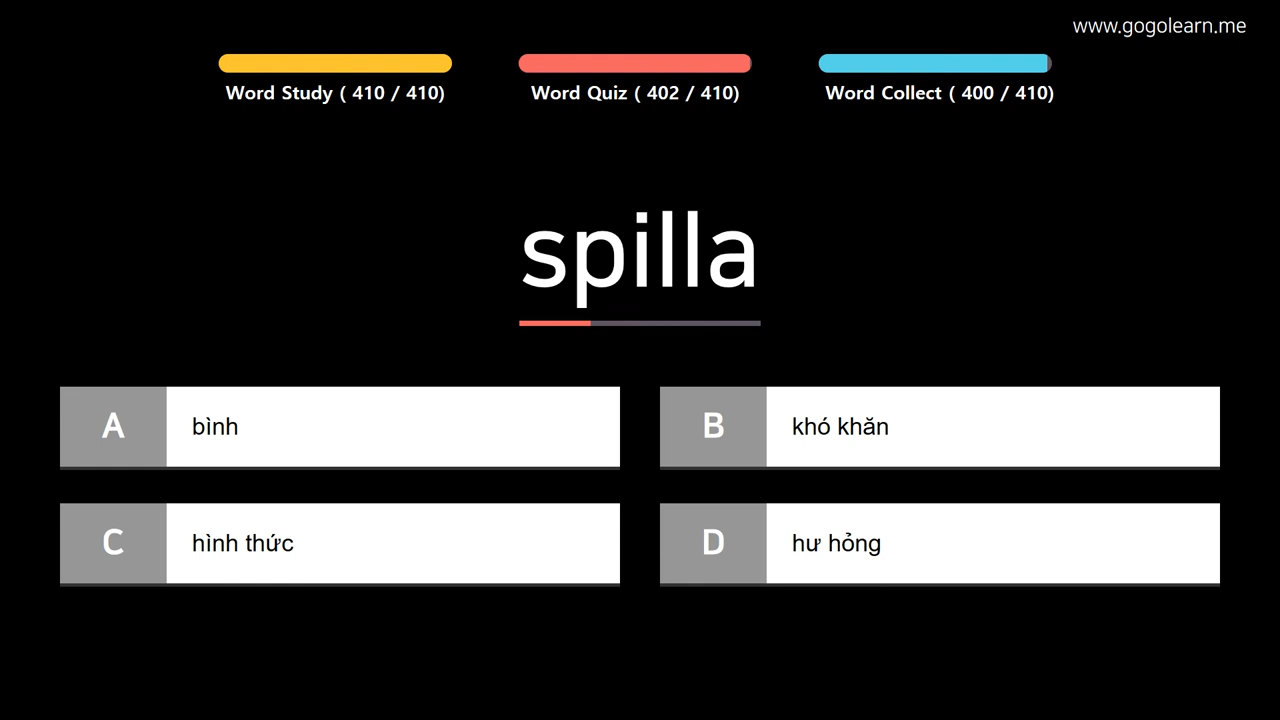 www.gogolearn.me
Word Study ( 410 / 410)
Word Quiz ( 402 / 410)
Word Collect ( 400 / 410)
spilla
A bình
B khó khăn
C hình thức
D hư hỏng